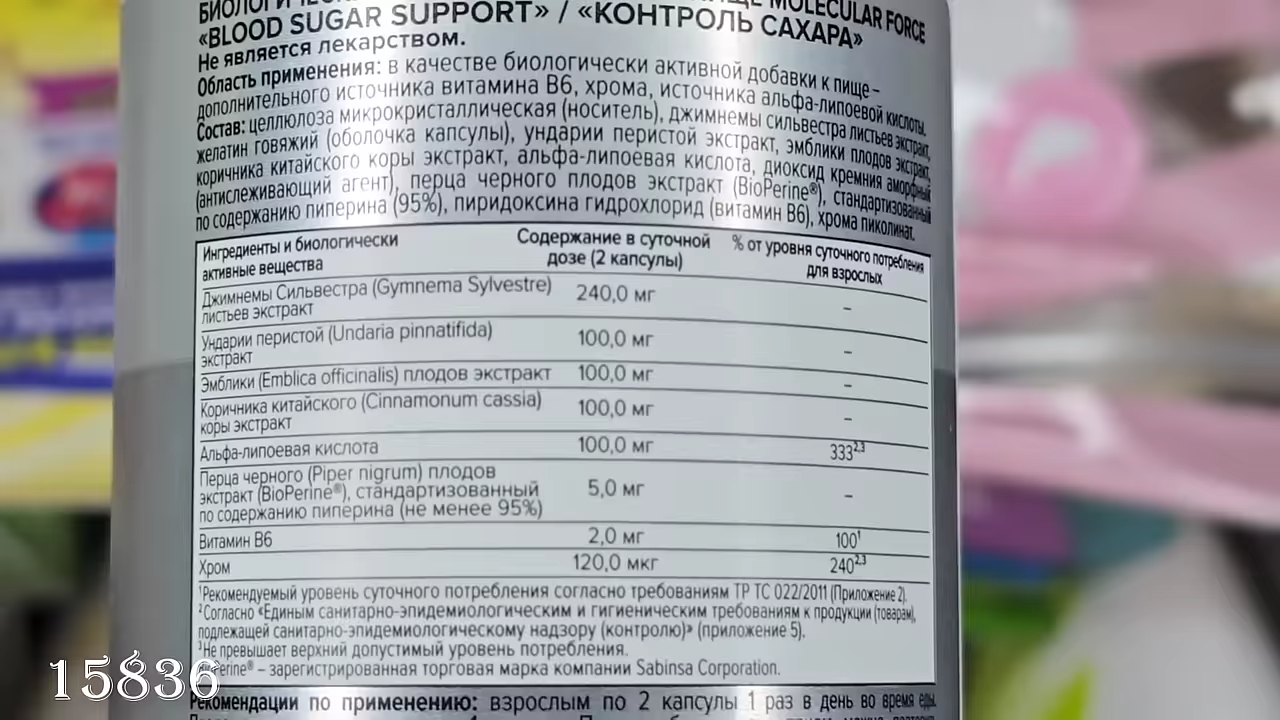 БИОЛОГИЧЕСКИ MOLECULAR FORCE
«BLOOD SUGAR SUPPORT» / «КОНТРОЛЬ САХАРА»
Не является лекарством.
Область применения: в качестве биологически активной добавки к пище –
дополнительного источника витамина В6, хрома, источника альфа-липоевой кислоты.
Состав: целлюлоза микрокристаллическая (носитель), джимнемы сильвестра листьев экстракт,
желатин говяжий (оболочка капсулы), ундарии перистой экстракт, эмблики плодов экстракт,
коричника китайского коры экстракт, альфа-липоевая кислота, диоксид кремния аморфный
(антислеживающий агент), перца черного плодов экстракт (BioPerine®), стандартизованный
по содержанию пиперина (95%), пиридоксина гидрохлорид (витамин В6), хрома пиколинат.
Ингредиенты и биологически активные вещества
Содержание в суточной дозе (2 капсулы)
% от уровня суточного потребления для взрослых
Джимнемы Сильвестра (Gymnema Sylvestre) листьев экстракт 240,0 мг –
Ундарии перистой (Undaria pinnatifida) экстракт 100,0 мг –
Эмблики (Emblica officinalis) плодов экстракт 100,0 мг –
Коричника китайского (Cinnamonum cassia) коры экстракт 100,0 мг –
Альфа-липоевая кислота 100,0 мг 333²,³
Перца черного (Piper nigrum) плодов
экстракт (BioPerine®), стандартизованный 5,0 мг –
по содержанию пиперина (не менее 95%)
Витамин В6 2,0 мг 100¹
Хром 120,0 мкг 240²,³
¹Рекомендуемый уровень суточного потребления согласно требованиям ТР ТС 022/2011 (Приложение 2).
²Согласно «Единым санитарно-эпидемиологическим и гигиеническим требованиям к продукции (товарам),
подлежащей санитарно-эпидемиологическому надзору (контролю)» (приложение 5).
³Не превышает верхний допустимый уровень потребления.
BioPerine® – зарегистрированная торговая марка компании Sabinsa Corporation.
Рекомендации по применению: взрослым по 2 капсулы 1 раз в день во время еды.
15836